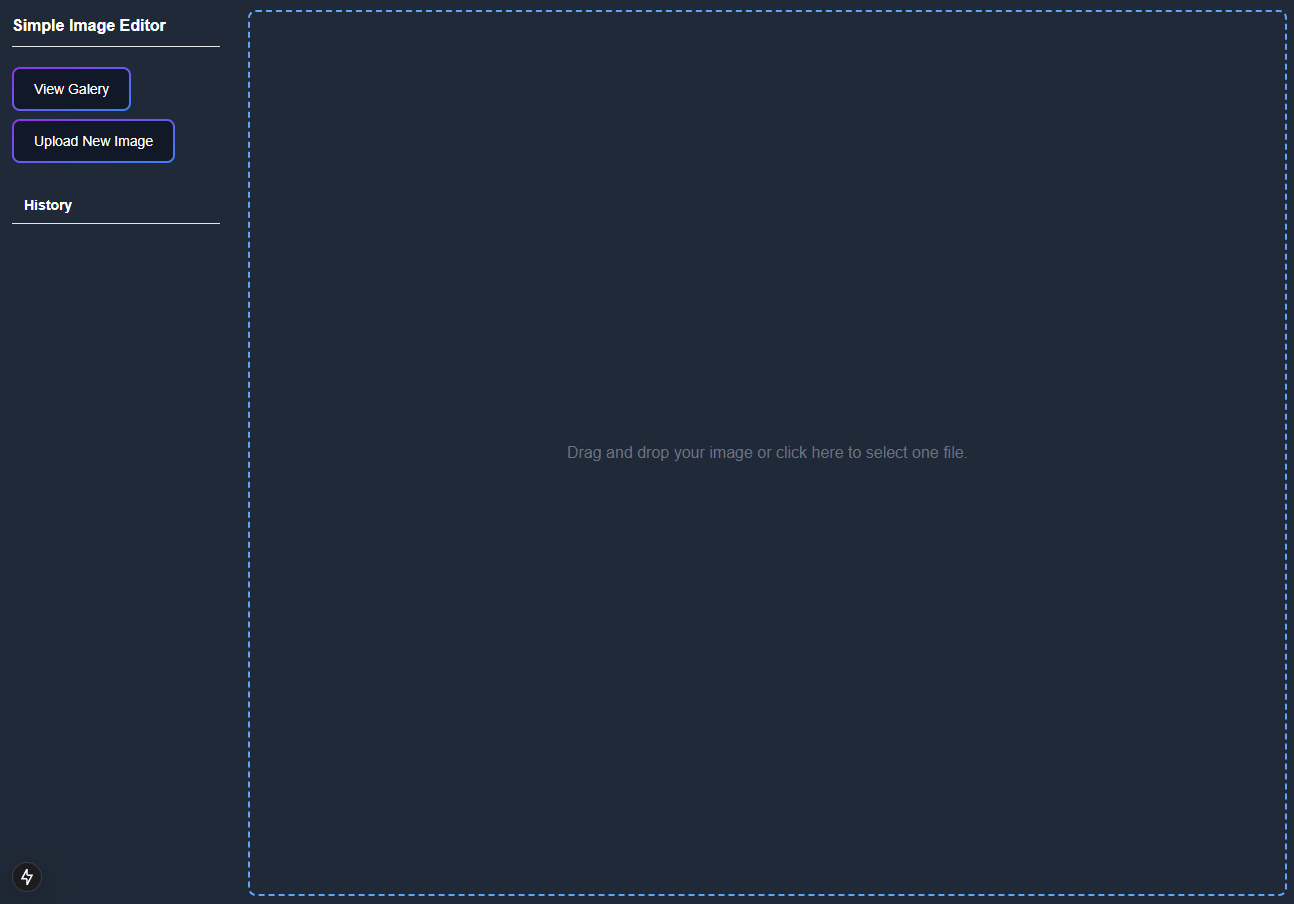 Simple Image Editor
View Galery
Upload New Image
History
Drag and drop your image or click here to select one file.